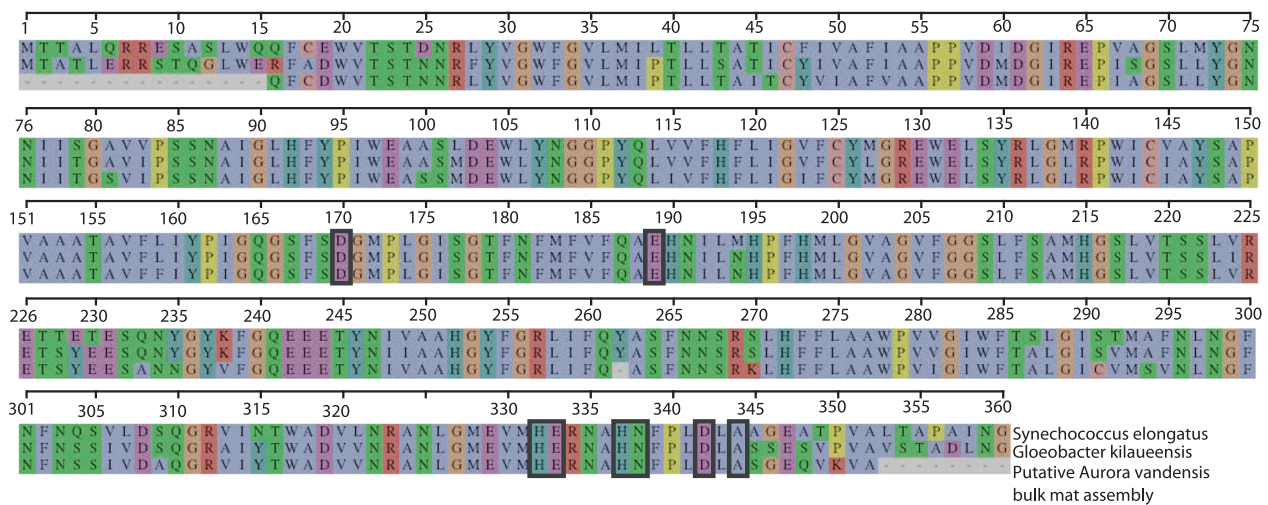 1 5 10 15 20 25 30 35 40 45 50 55 60 65 70 75
MTTALQRRESASLWQQFCEWVTSTDNRLYVGWFGVLMILTLLTATICFIVAFIAAPPVDIDGIREPVAGSLMYGN
MTATLERRSTQGLWERFADWVTSTNNRFYVGWFGVLMIPTLLSATICYIVAFIAAPPVDMDGIREPISGSLLYGN
---------------QFCDWVTSTNNRLYVGWFGVLMIPTLLTAITCYVIAFVAAPPVDMDGIREPIAGSLLYGN
76 80 85 90 95 100 105 110 115 120 125 130 135 140 145 150
NIISGAVVPSSNAIGLHFYPIWEAASLDEWLYNGGPYQLVVFHFLIGVFCYMGREWELSYRLGMRPWICVAYSAP
NIITGAVIPSSNAIGLHFYPIWEAASMDEWLYNGGPYQLVVFHFLIGVFCYMGREWELSYRLGMRPWICVAYSAP
NIITGSVIPSSNAIGLHFYPIWEASSMDEWLYNGGPYQLIVFHFLIGIFCYMGREWELSYRLGLRPWICIAYSAP
151 155 160 165 170 175 180 185 190 195 200 205 210 215 220 225
VAAATAVFLIYPIGQGSFSDGMPLGISGTFNFMFVFQAEHNILMHPFHMLGVAGVFGGSLFSAMHGSLVTSSLVR
VAAATAVFLIYPIGQGSFSDGMPLGISGTFNFMFVFQAEHNILNHPFHMLGVAGVFGGSLFSAMHGSLVTSSLIR
226 230 235 240 245 250 255 260 265 270 275 280 285 290 295 300
ETTETESQNYGYKFGQEEETYNIVAAHGYFGRLIFQYASFNNSRSLHFFLAAWPVVGIWFTSLGISTMAFNLNGF
ETSYEESQNYGYKFGQEEETYNIIAAHGYFGRLIFQYASFNNSRSLHFFLAAWPVVGIWFTALGISVMAFNLNGF
ETSYEESANNGYVFGQEEETYNIVAAHGYFGRLIFQ-ASFNNSRKLHFFLAAWPVIGIWFTALGICVMSVNLNGF
301 305 310 315 320 330 335 340 345 350 355 360
NFNQSVLDSQGRVINTWADVLNRANLGMEVMHERNAHNFPLDLAAGEATPVALTAPAING
NFNSSIVDSQGRVIYTWADVVNRANLGMEVMHERNAHNFPLDLASSESVPVVSTADLNG
NFNSSIVDAQGRAIYTWADVVNRANLGMEVMHERNAHNFPLDLASGEQVKVA--------
Synechococcus elongatus
Gloeobacter kilaueensis
Putative Aurora vandensis
bulk mat assembly